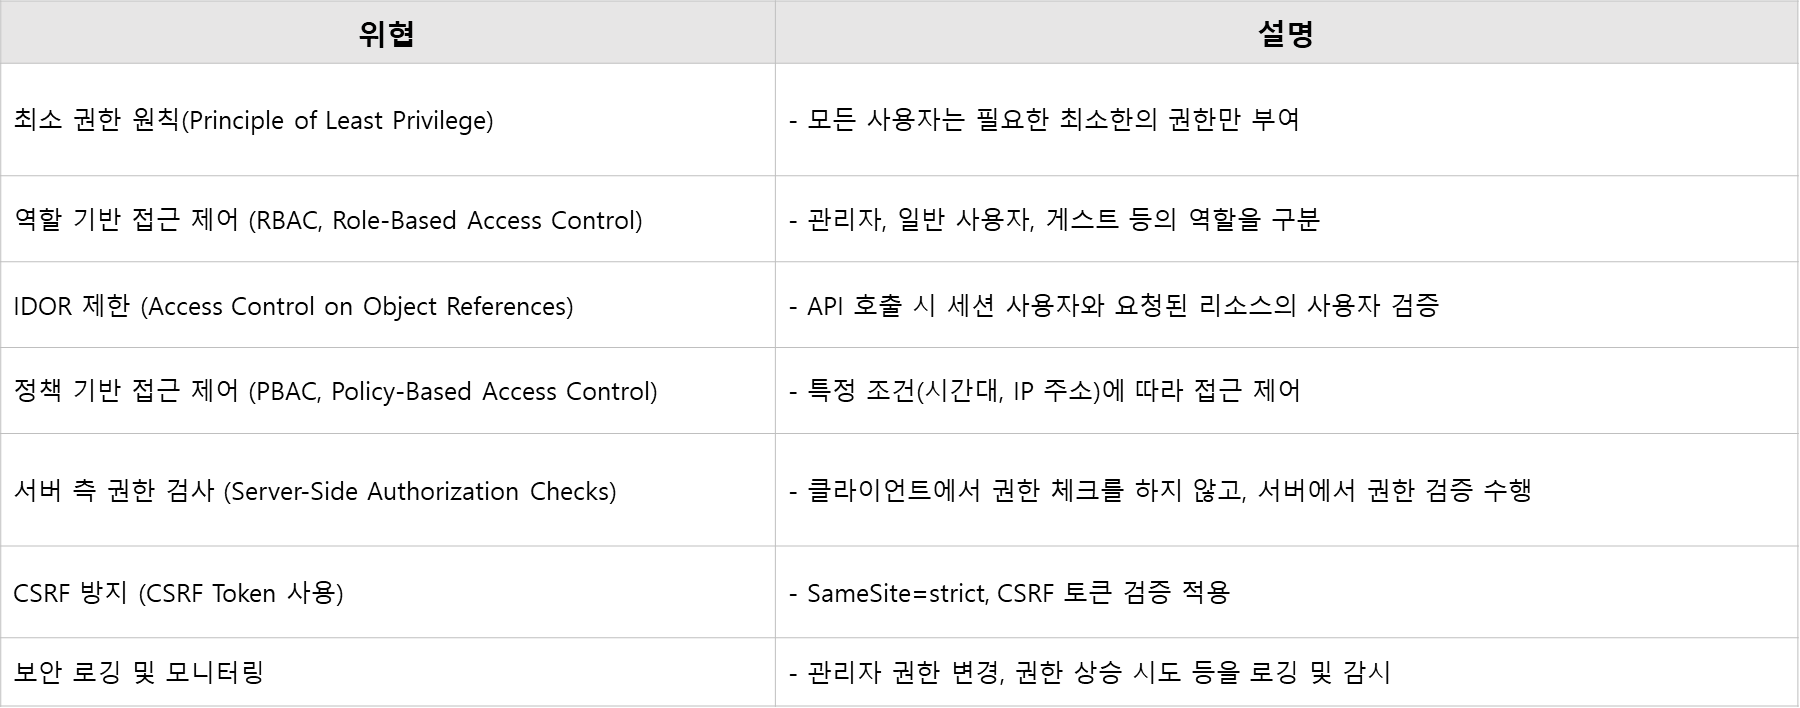 위협
설명
최소 권한 원칙(Principle of Least Privilege)
- 모든 사용자는 필요한 최소한의 권한만 부여
역할 기반 접근 제어 (RBAC, Role-Based Access Control)
- 관리자, 일반 사용자, 게스트 등의 역할을 구분
IDOR 제한 (Access Control on Object References)
- API 호출 시 세션 사용자와 요청된 리소스의 사용자 검증
정책 기반 접근 제어 (PBAC, Policy-Based Access Control)
- 특정 조건(시간대, IP 주소)에 따라 접근 제어
서버 측 권한 검사 (Server-Side Authorization Checks)
- 클라이언트에서 권한 체크를 하지 않고, 서버에서 권한 검증 수행
CSRF 방지 (CSRF Token 사용)
- SameSite=strict, CSRF 토큰 검증 적용
보안 로깅 및 모니터링
- 관리자 권한 변경, 권한 상승 시도 등을 로깅 및 감시